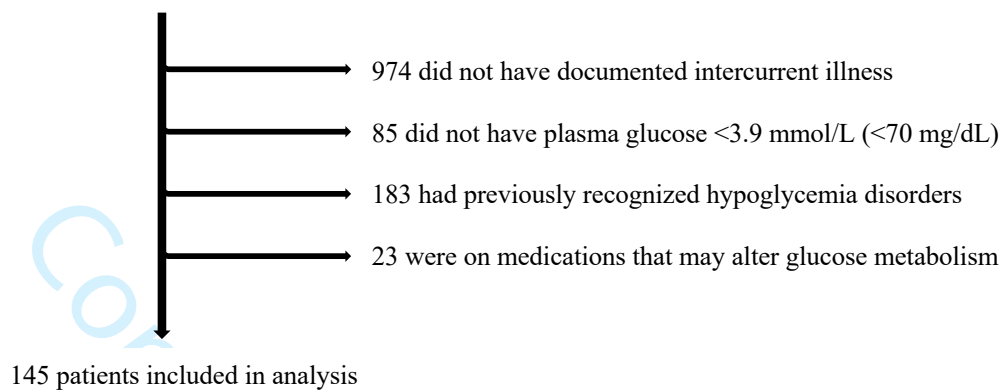 974 did not have documented intercurrent illness
85 did not have plasma glucose <3.9 mmol/L (<70 mg/dL)
183 had previously recognized hypoglycemia disorders
23 were on medications that may alter glucose metabolism
145 patients included in analysis